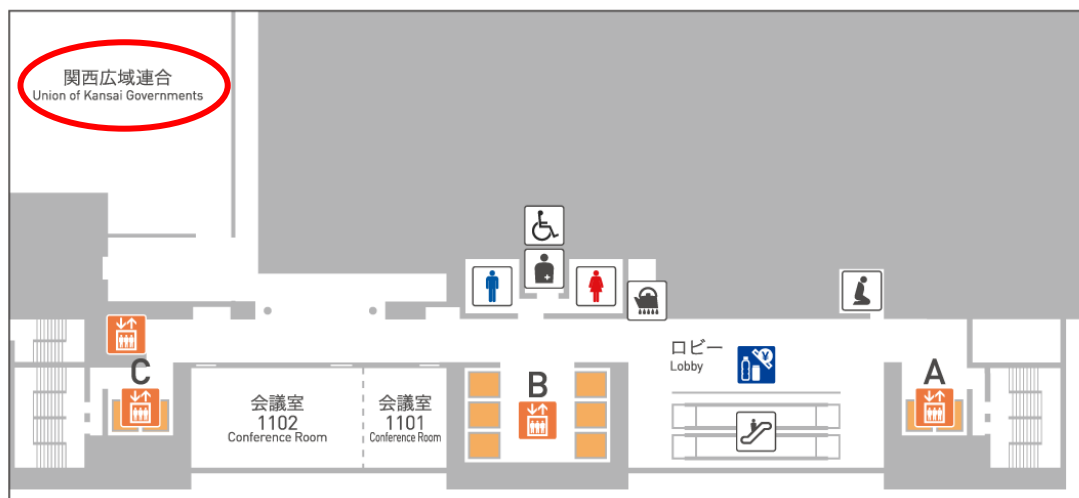 関西広域連合
Union of Kansai Governments
ロビー
Lobby
¥
C
B
A
会議室
1102
Conference Room
会議室
1101
Conference Room